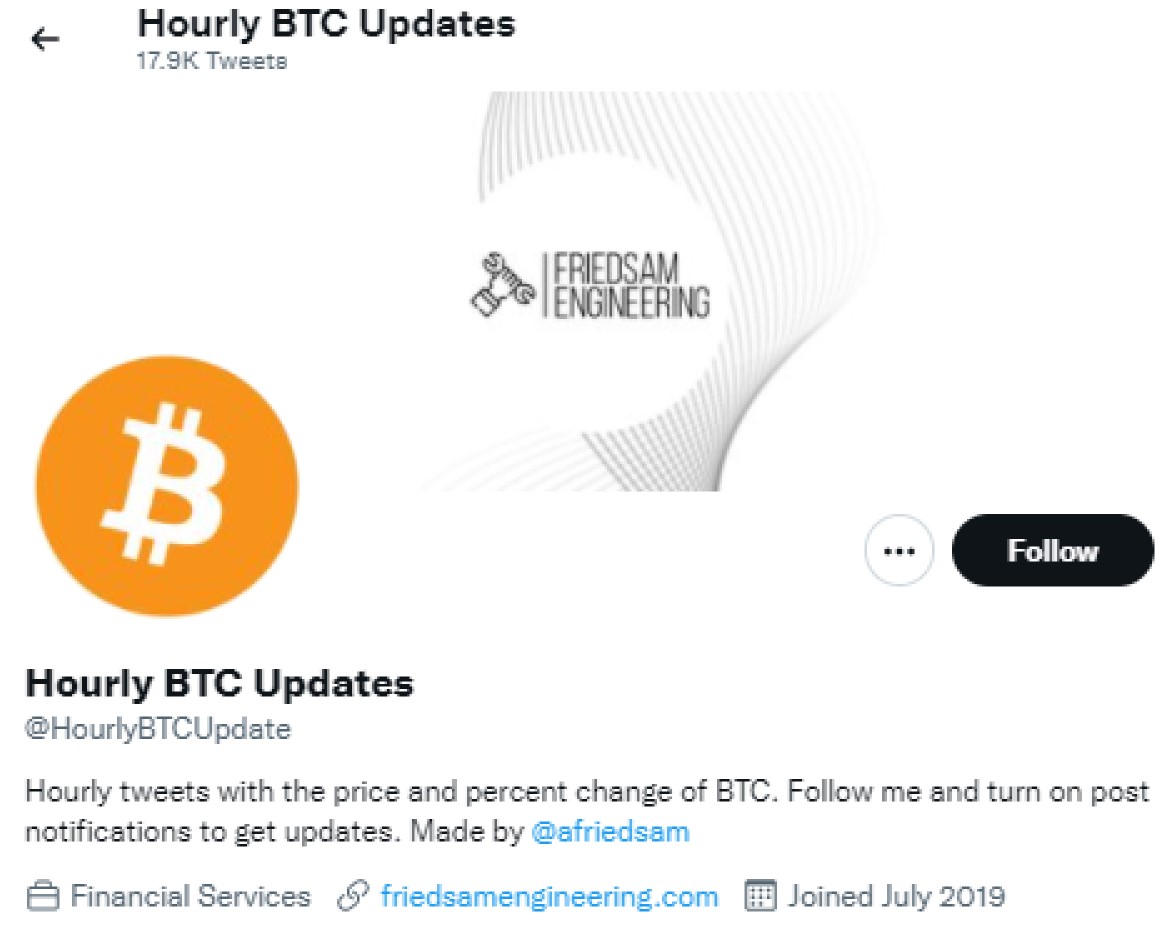 Hourly BTC Updates
17.9K Tweets
FRIEDSAM
ENGINEERING
Follow
Hourly BTC Updates
@HourlyBTCUpdate
Hourly tweets with the price and percent change of BTC. Follow me and turn on post
notifications to get updates. Made by @afriedsam
Financial Services friedsamengineering.com Joined July 2019